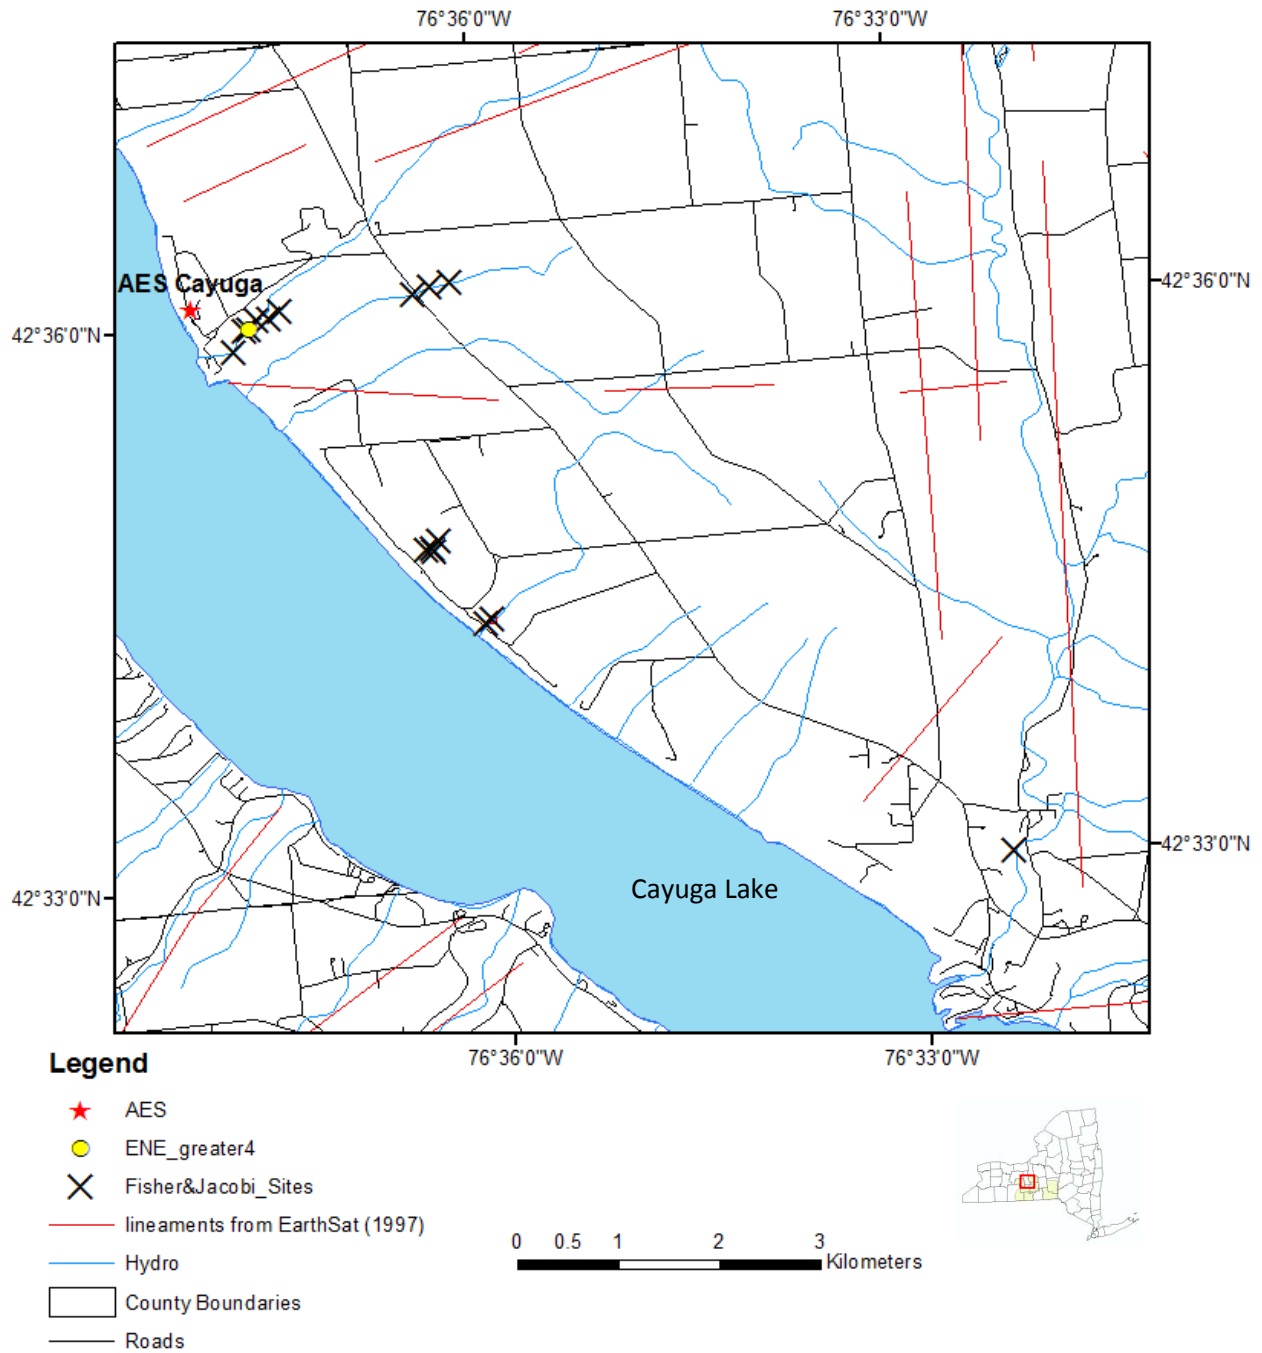 76°36'0"W
76°33'0"W
AES Cayuga
42°36'0"N
42°36'0"N
42°33'0"N
Cayuga Lake
42°33'0"N
76°36'0"W
76°33'0"W
Legend
AES
ENE_greater4
Fisher&Jacobi_Sites
lineaments from EarthSat (1997)
Hydro
County Boundaries
Roads
0 0.5 1 2 3
Kilometers